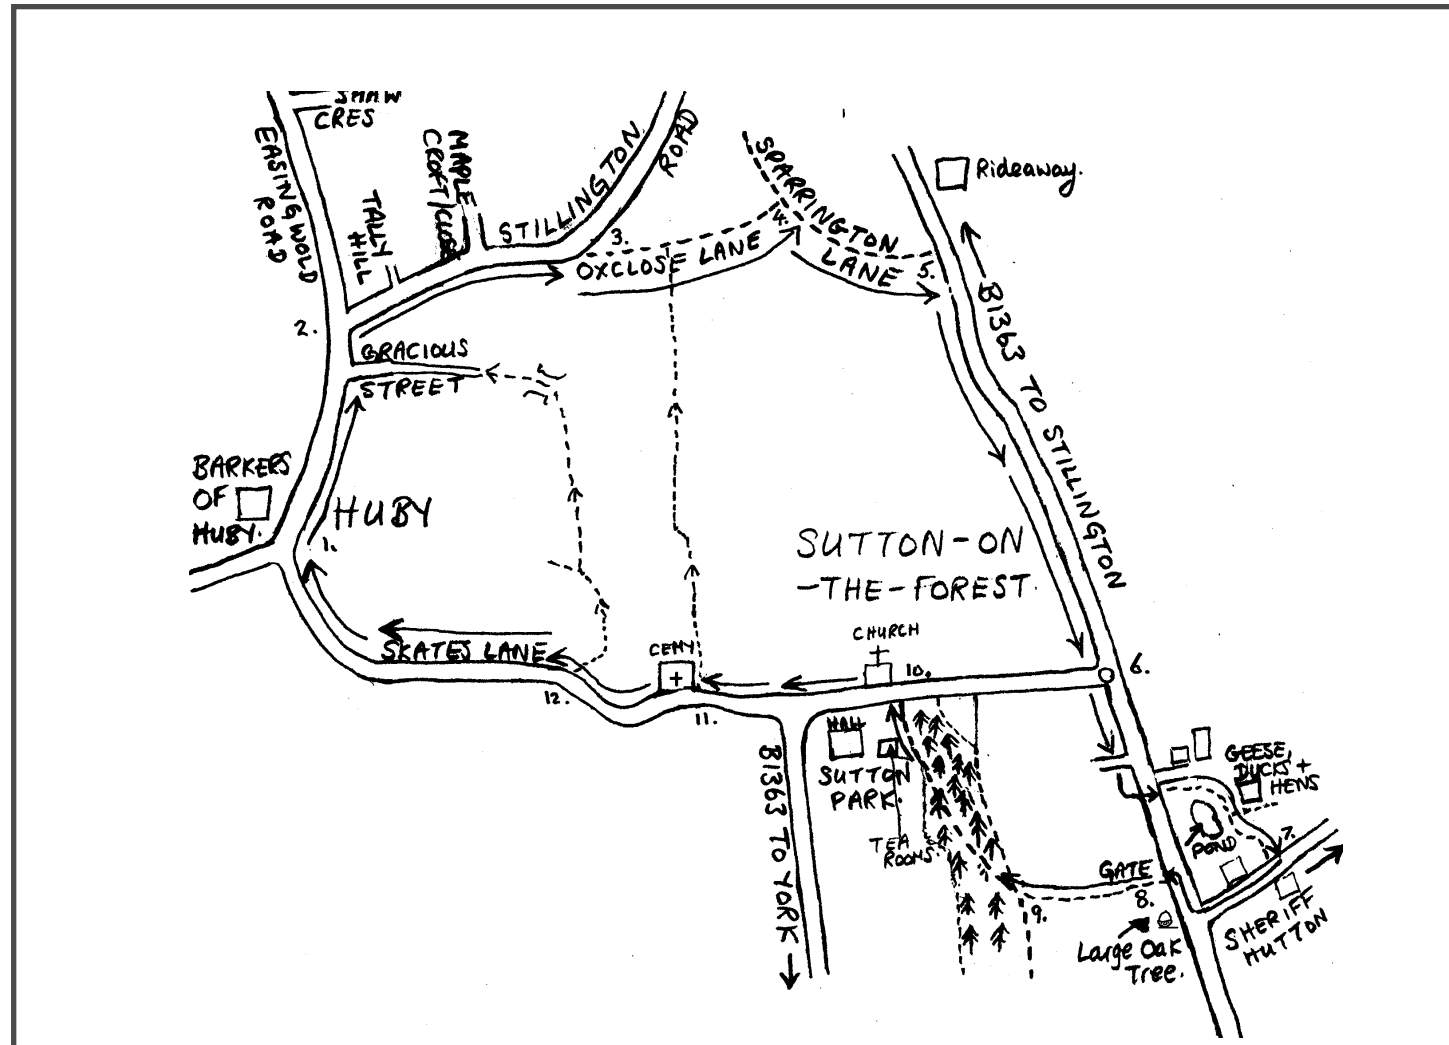 SHAW
CRES
EASINGWOLD
ROAD
TALLY
HILL
MAPLE
CROFT/CLOSE
STILLINGTON
ROAD
SPARRINGTON
LANE
Rideaway.
3.
4.
5.
OXCLOSE LANE
2.
GRACIOUS
STREET
B1363 TO STILLINGTON
BARKERS
OF
HUBY.
HUBY
1.
SUTTON-ON
-THE-FOREST.
CHURCH
SKATES LANE
CEMY
10.
6.
12.
11.
HALL
SUTTON
PARK.
B1363 TO YORK
TEA
ROOMS.
GEESE,
DUCKS +
HENS
POND
7.
GATE
8.
9.
Large Oak
Tree.
SHERIFF
HUTTON